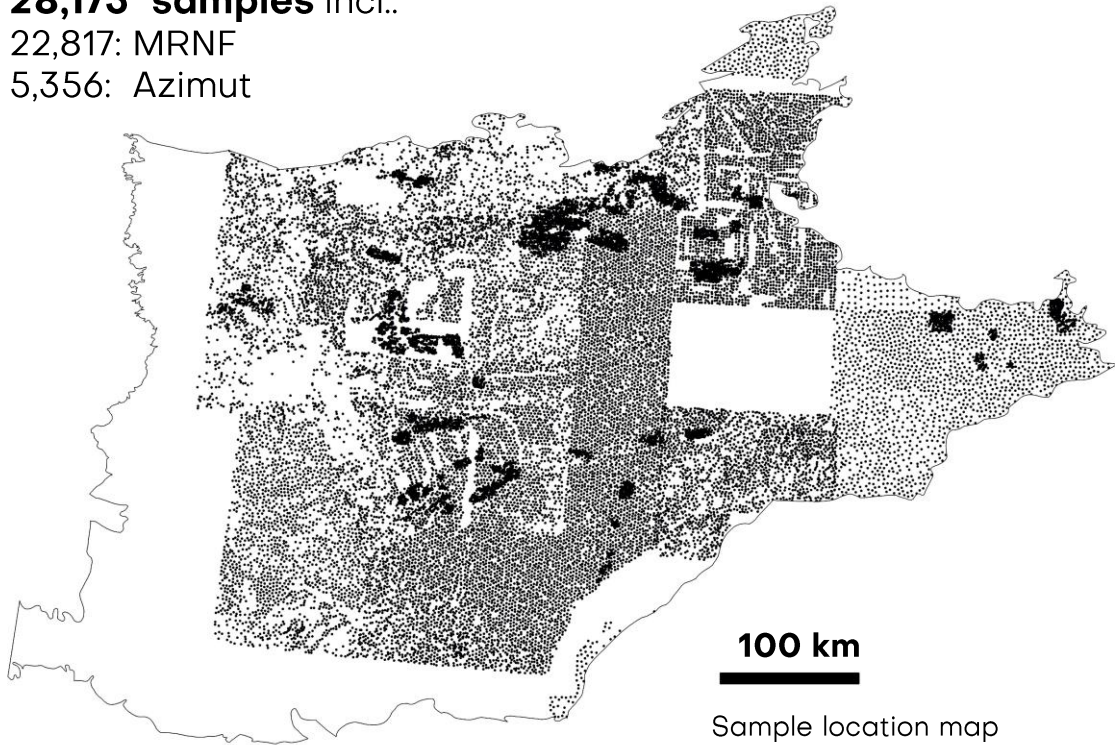 28,173 samples incl.:
22,817: MRNF
5,356: Azimut
100 km
Sample location map